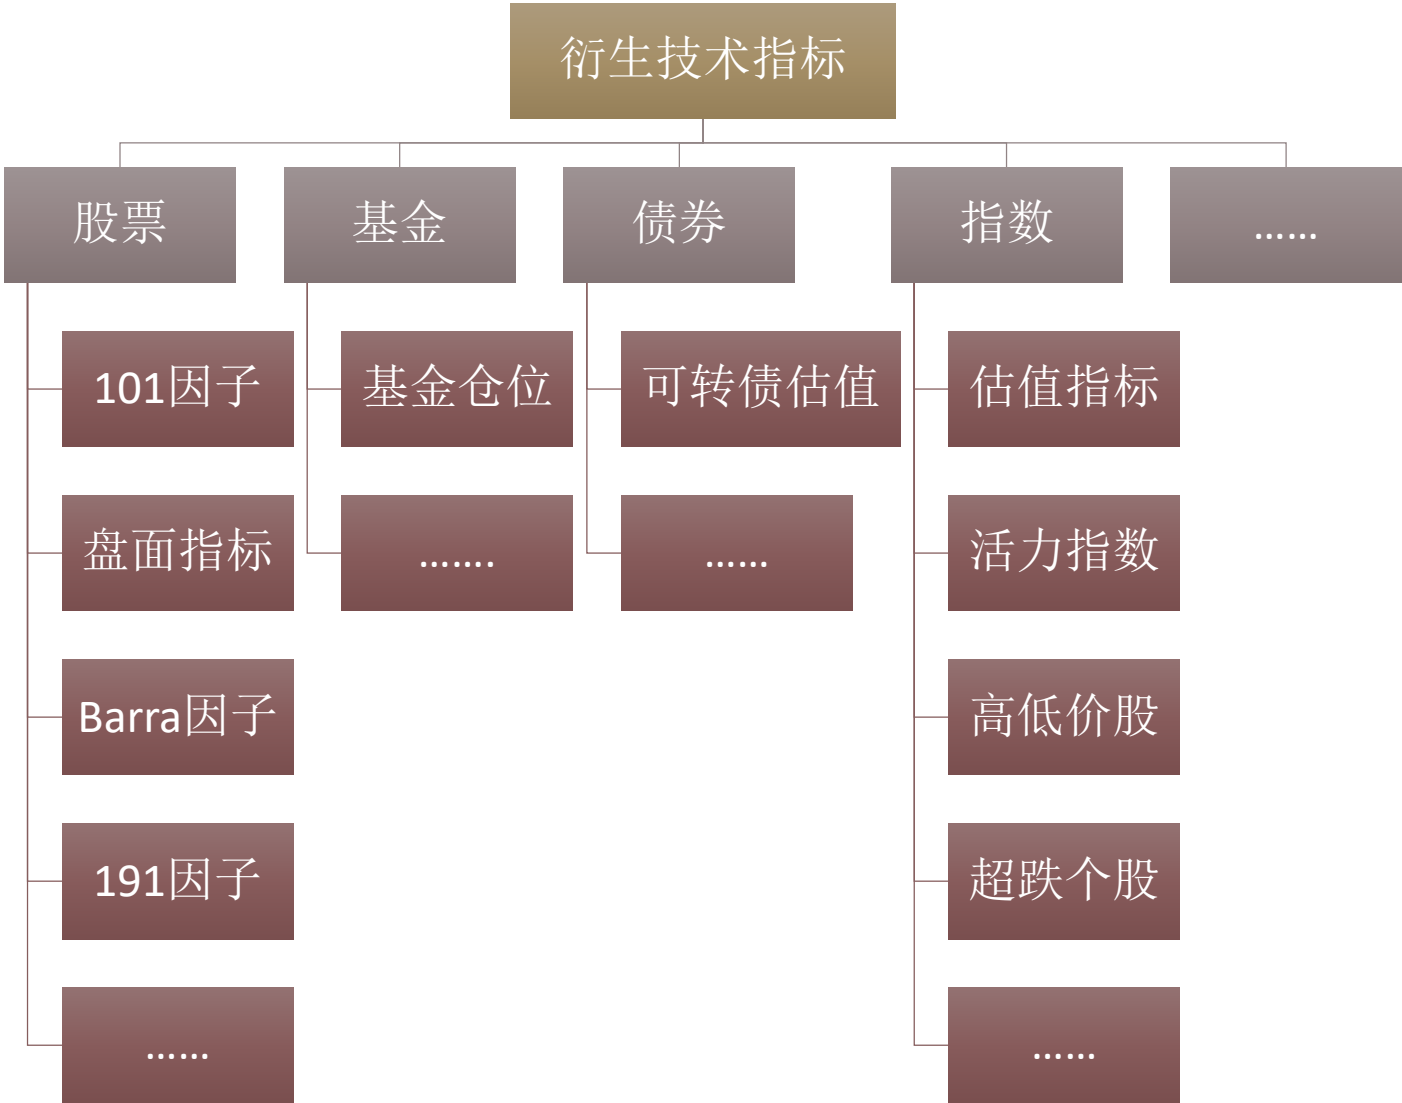 衍生技术指标
股票
基金
债券
指数
……
101因子
盘面指标
Barra因子
191因子
……
基金仓位
…….
可转债估值
……
估值指标
活力指数
高低价股
超跌个股
……